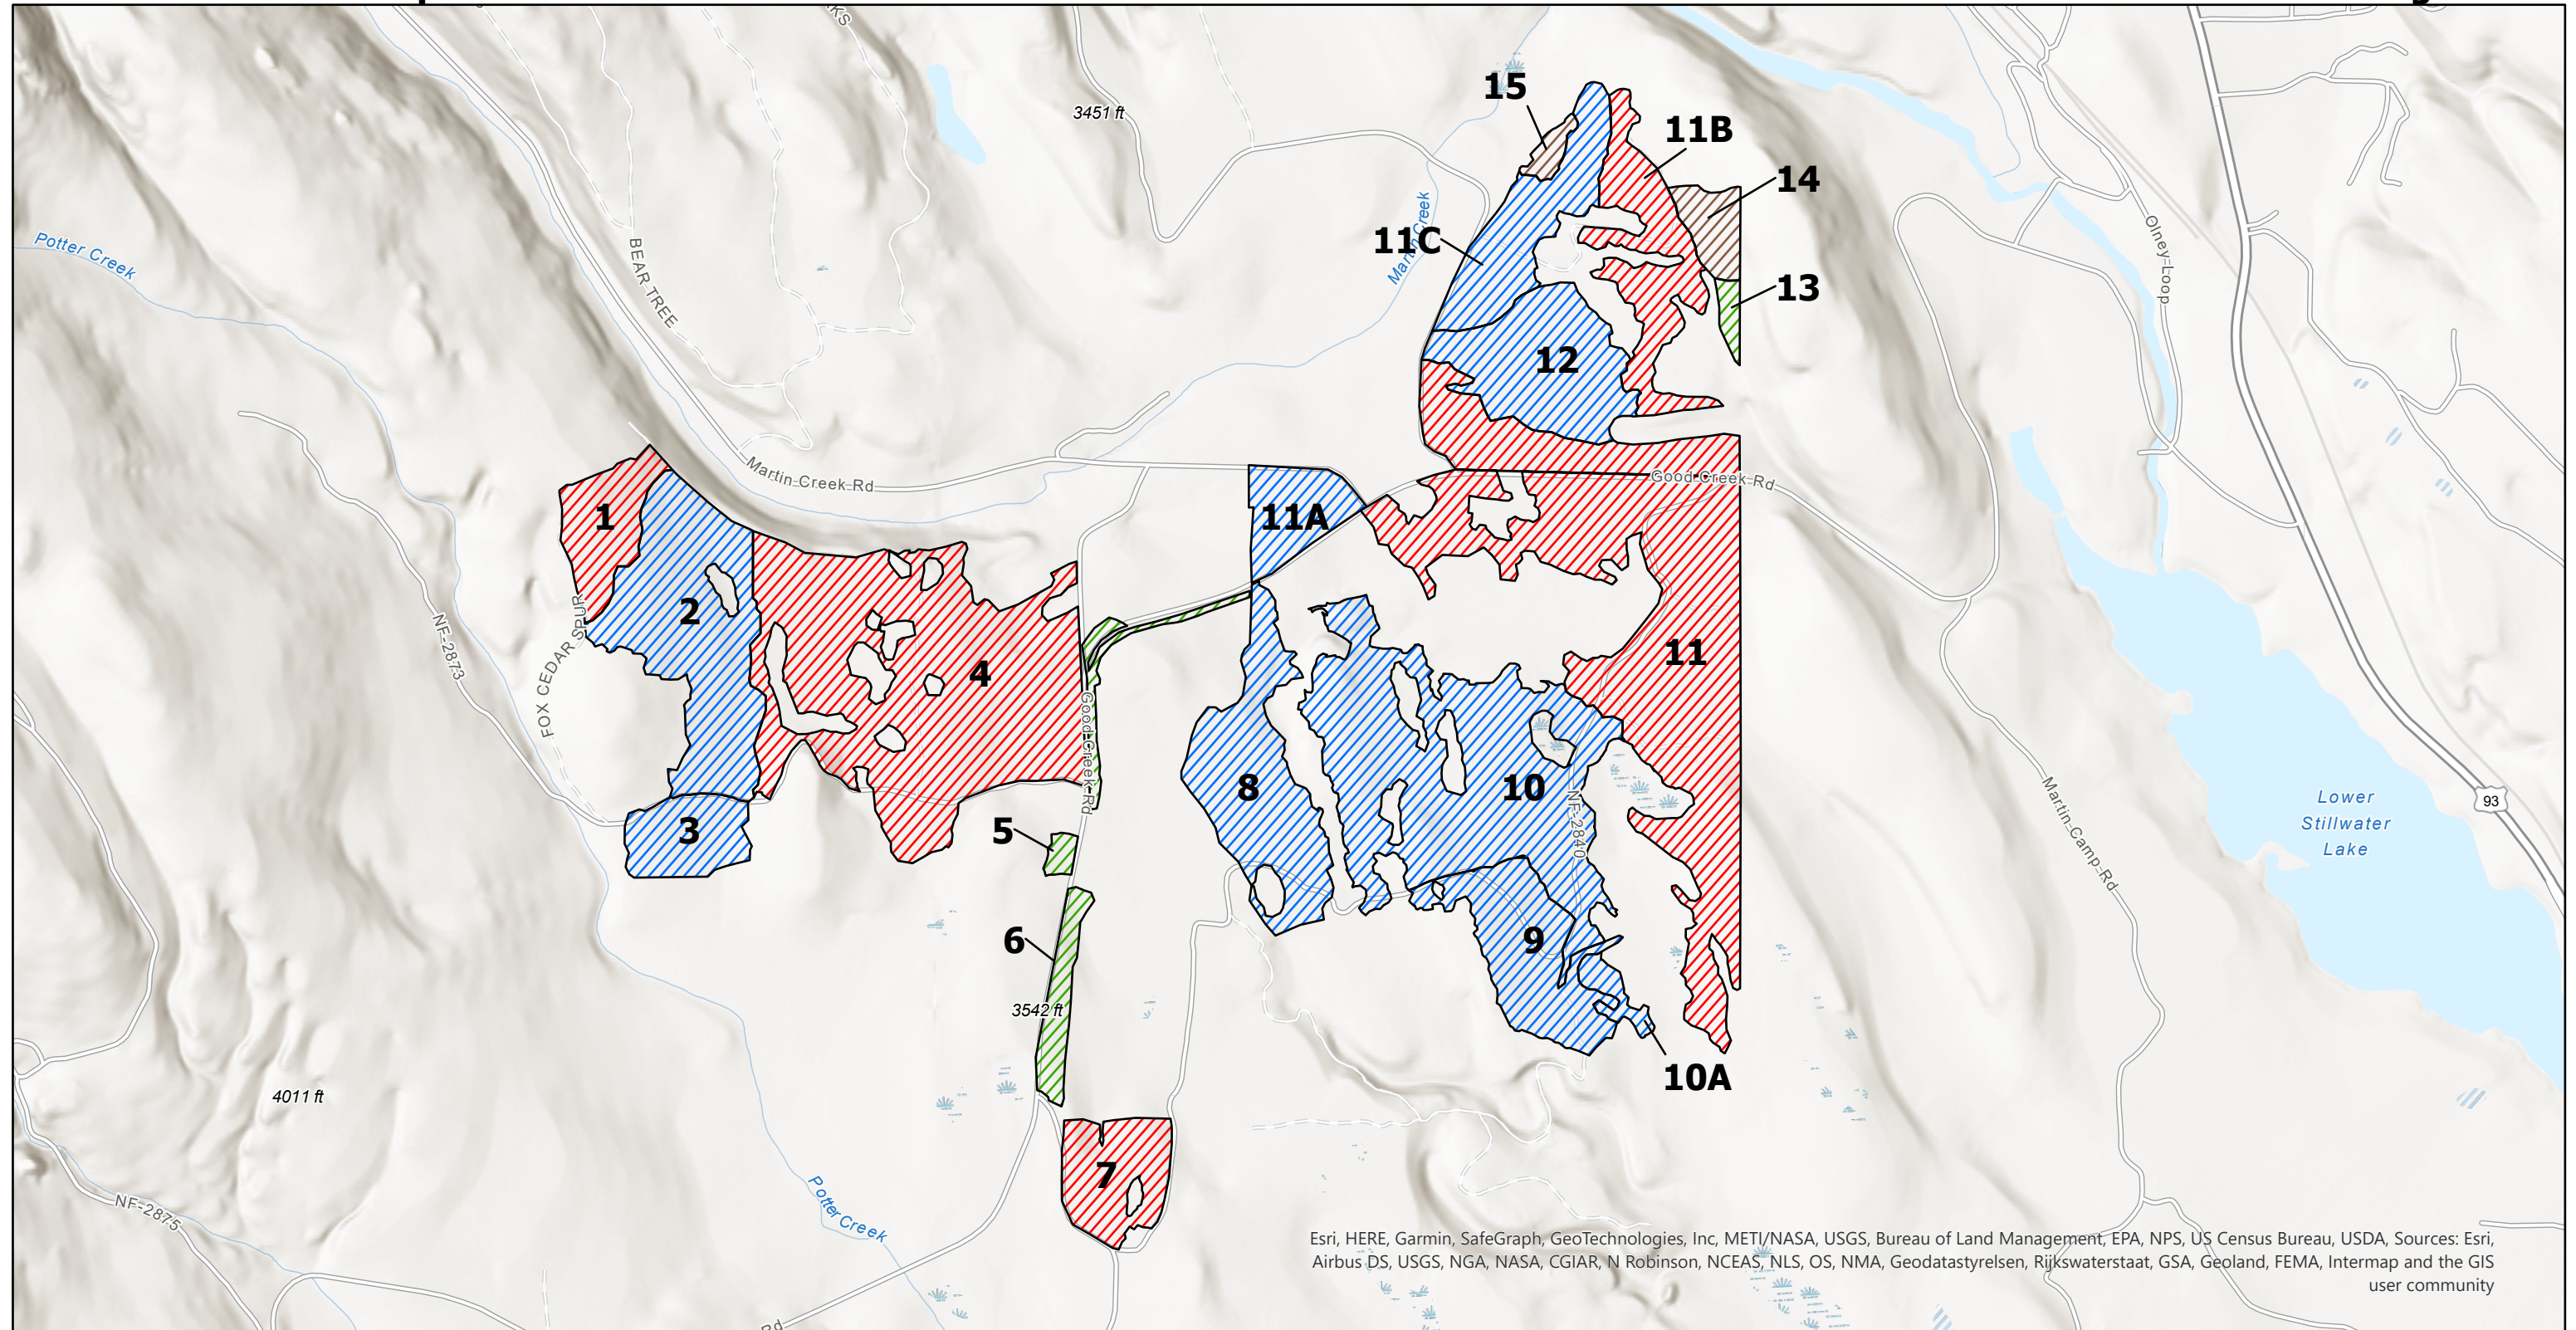 KS
3451 ft
15
11B
14
Martin Creek
11C
Olney Loop
Potter Creek
BEAR TREE
13
12
Martin Creek Rd
Good Creek Rd
1
11A
2
FOX CEDAR SPUR
NF-2873
4
11
Good Creek Rd
8
10
NF-2840
Martin Camp Rd
Lower
Stillwater
Lake
93
3
5
6
9
3542 ft
10A
4011 ft
7
NF-2875
Potter Creek
Rd
Esri, HERE, Garmin, SafeGraph, GeoTechnologies, Inc, METI/NASA, USGS, Bureau of Land Management, EPA, NPS, US Census Bureau, USDA, Sources: Esri,
Airbus DS, USGS, NGA, NASA, CGIAR, N Robinson, NCEAS, NLS, OS, NMA, Geodatastyrelsen, Rijkswaterstaat, GSA, Geoland, FEMA, Intermap and the GIS
user community